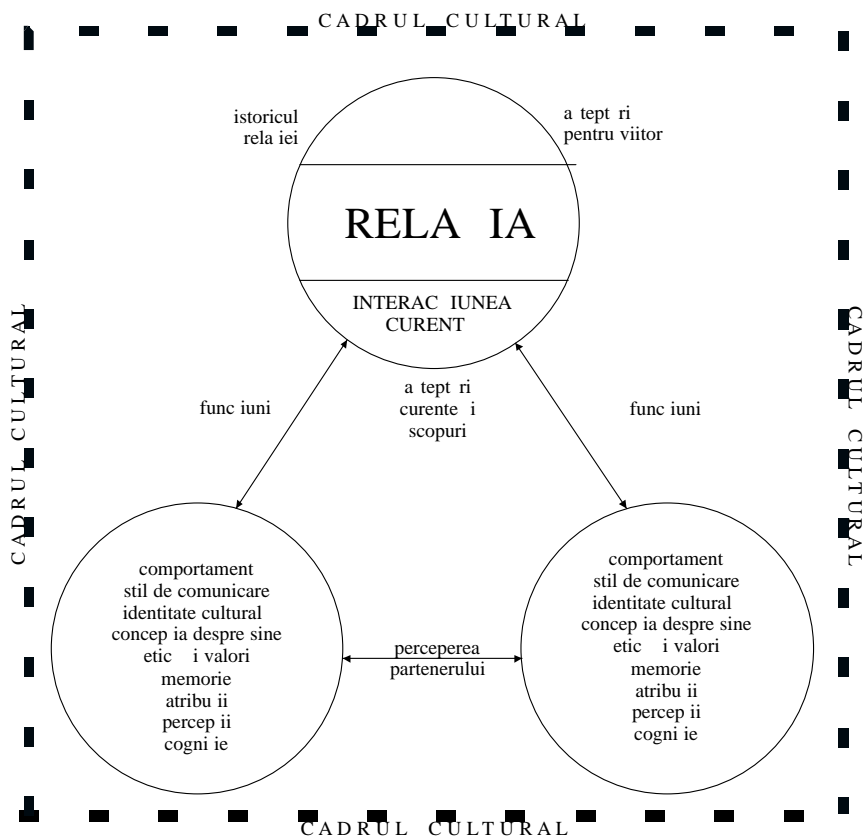 CADRUL CULTURAL
istoricul
rela iei
a tept ri
pentru viitor
RELA IA
INTERAC IUNEA
CURENT
CADRUL CULTURAL
CADRUL CULTURAL
func iuni
a tept ri
curente i
scopuri
func iuni
comportament
stil de comunicare
identitate cultural
concep ia despre sine
etic i valori
memorie
atribu ii
percep ii
cogni ie
perceperea
partenerului
comportament
stil de comunicare
identitate cultural
concep ia despre sine
etic i valori
memorie
atribu ii
percep ii
cogni ie
CADRUL CULTURAL